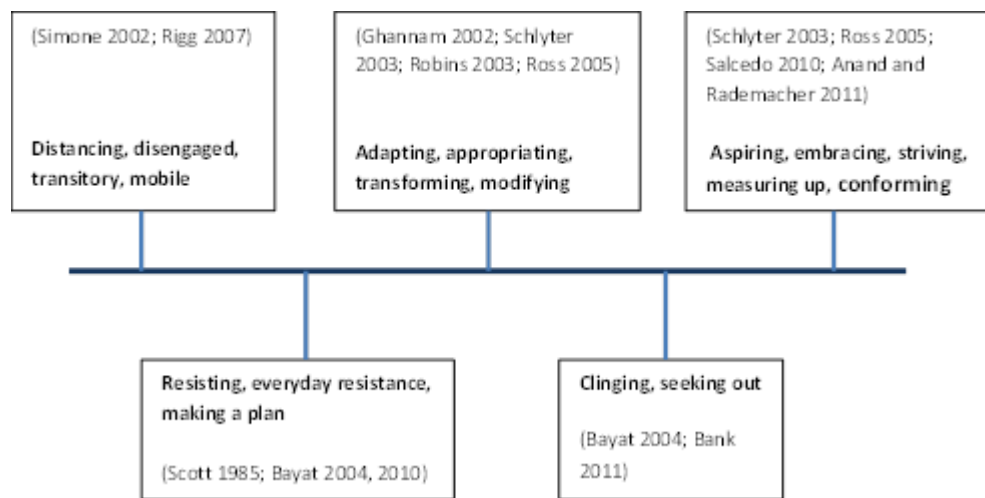 (Simone 2002; Rigg 2007)
Distancing, disengaged,
transitory, mobile
(Ghannam 2002; Schlyter
2003; Robins 2003; Ross 2005)
Adapting, appropriating,
transforming, modifying
(Schlyter 2003; Ross 2005;
Salcedo 2010; Anand and
Rademacher 2011)
Aspiring, embracing, striving,
measuring up, conforming
Resisting, everyday resistance,
making a plan
(Scott 1985; Bayat 2004, 2010)
Clinging, seeking out
(Bayat 2004; Bank
2011)